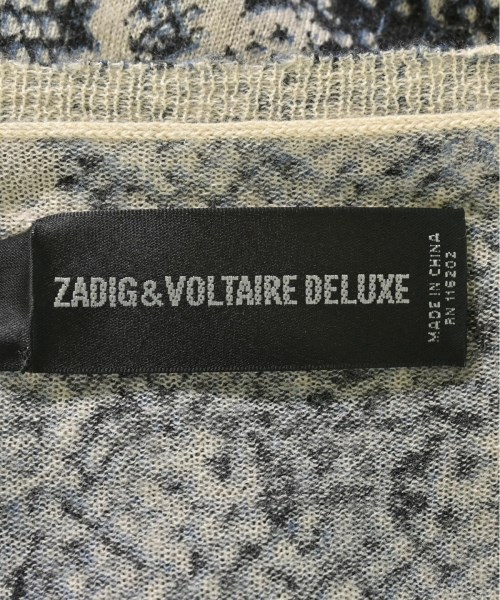 ZADIG&VOLTAIRE DELUXE
MADE IN CHINA
RN 116202